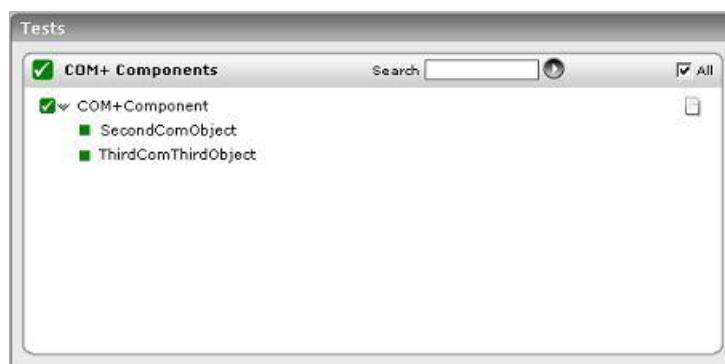 Tests
COM+ Components Search All
COM+Component
SecondComObject
ThirdComThirdObject